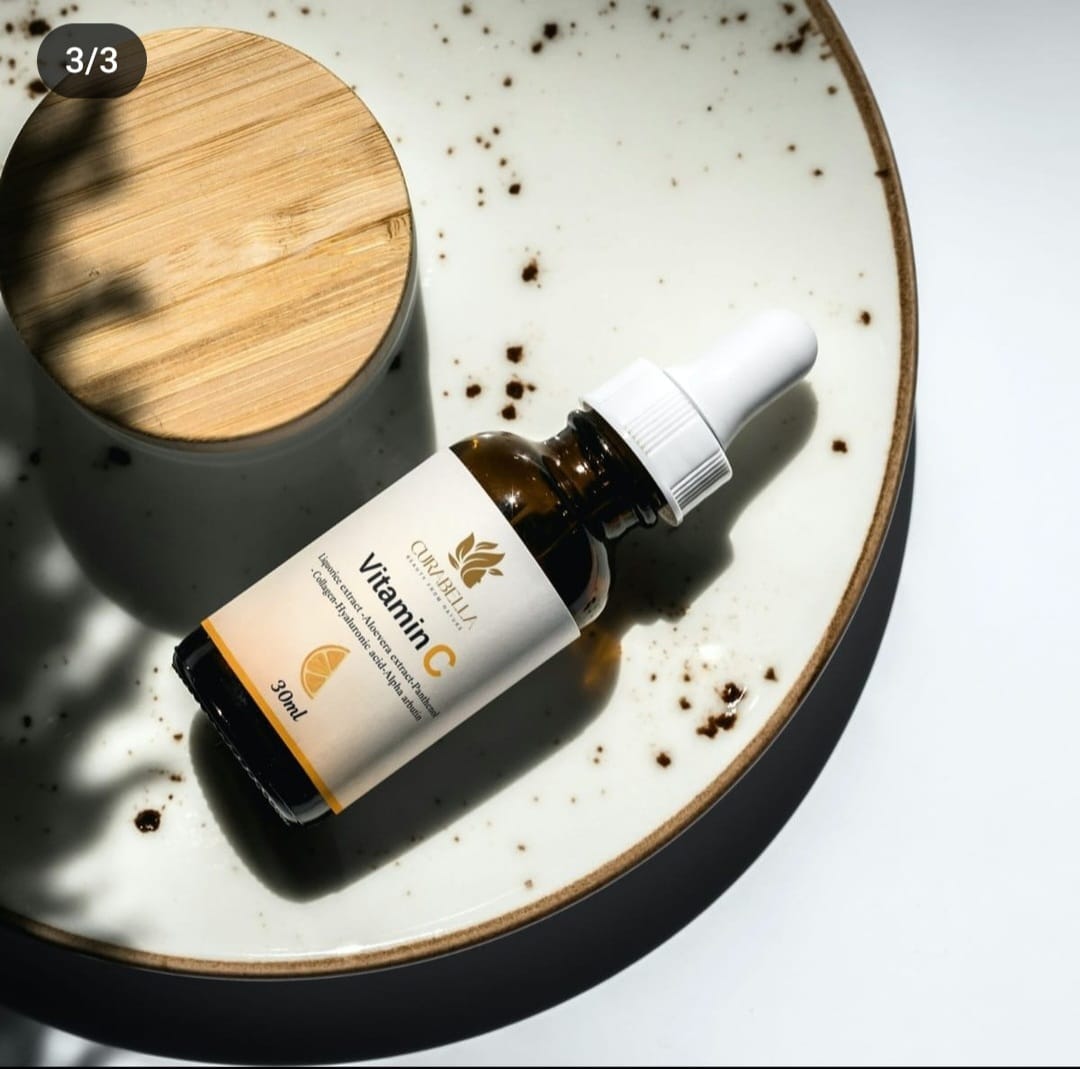 3/3
CURABELLA
BEAUTY FROM NATURE
Vitamin C
Liquorice extract -Aloevera extract-Panthenol
-Collagen-Hyaluronic acid-Alpha arbutin
30ml